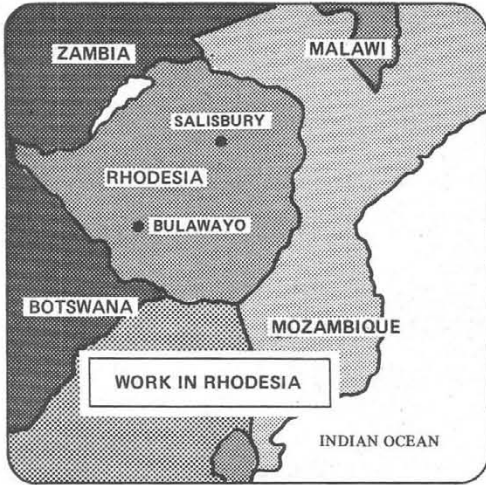 ZAMBIA
MALAWI
SALISBURY
RHODESIA
BULAWAYO
BOTSWANA
MOZAMBIQUE
WORK IN RHODESIA
INDIAN OCEAN